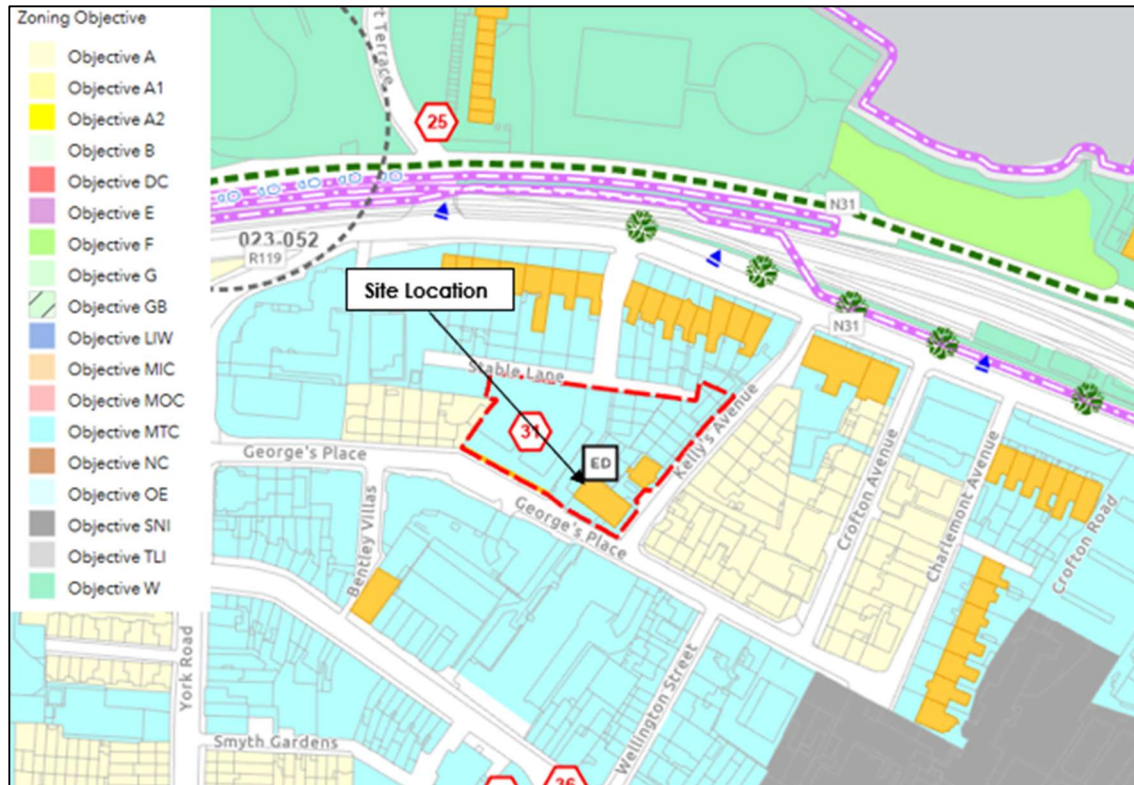 Zoning Objective
Objective A
Objective A1
Objective A2
Objective B
Objective DC
Objective E
Objective F
Objective G
Objective GB
Objective LIW
Objective MIC
Objective MOC
Objective MTC
Objective NC
Objective OE
Objective SNI
Objective TLI
Objective W
rt Terrace
25
N31
023-052
R119
Site Location
N31
Stable Lane
31
ED
Kelly's Avenue
George's Place
George's Place
Crofton Avenue
Charlemont Avenue
Crofton Road
Bentley Villas
York Road
Wellington Street
Smyth Gardens
36